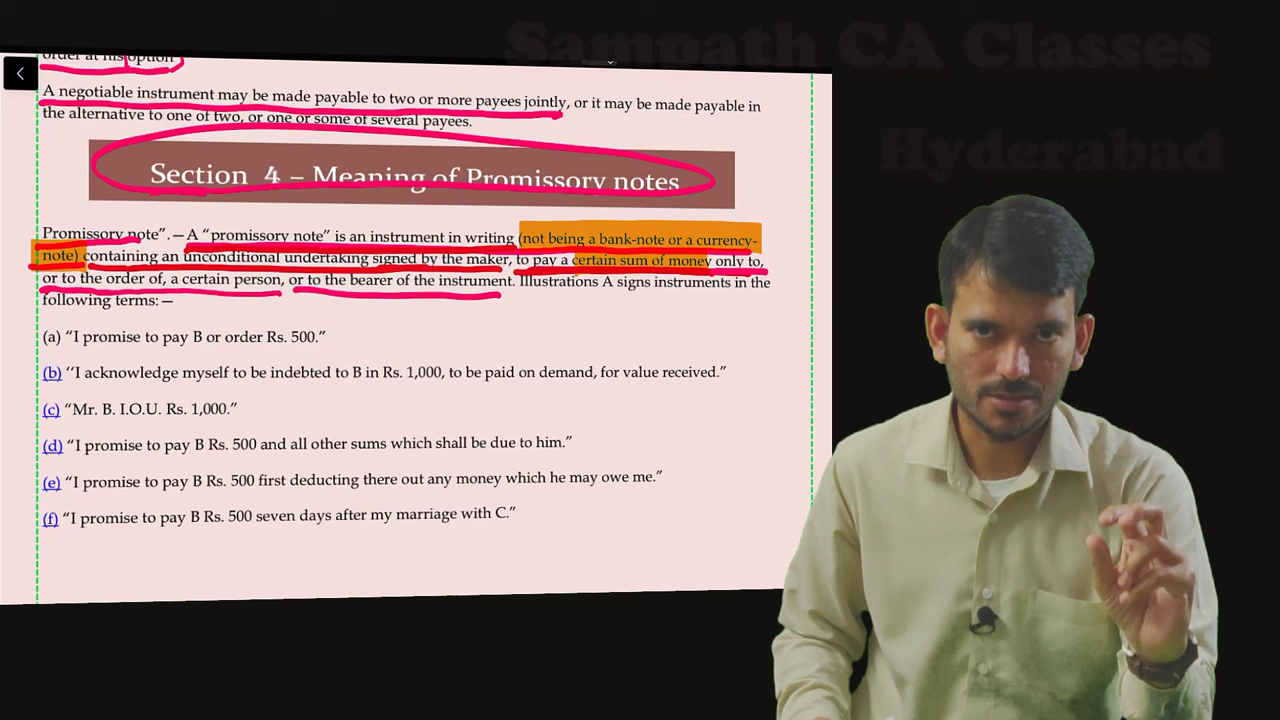 Sampath CA Classes
Hyderabad
order at his option
A negotiable instrument may be made payable to two or more payees jointly, or it may be made payable in
the alternative to one of two, or one or some of several payees.
Section 4 – Meaning of Promissory notes
Promissory note”.—A “promissory note” is an instrument in writing (not being a bank-note or a currency-
note) containing an unconditional undertaking signed by the maker, to pay a certain sum of money only to,
or to the order of, a certain person, or to the bearer of the instrument. Illustrations A signs instruments in the
following terms:—
(a) “I promise to pay B or order Rs. 500.”
(b) ‘‘I acknowledge myself to be indebted to B in Rs. 1,000, to be paid on demand, for value received.”
(c) “Mr. B. I.O.U. Rs. 1,000.”
(d) “I promise to pay B Rs. 500 and all other sums which shall be due to him.”
(e) “I promise to pay B Rs. 500 first deducting there out any money which he may owe me.”
(f) “I promise to pay B Rs. 500 seven days after my marriage with C.”